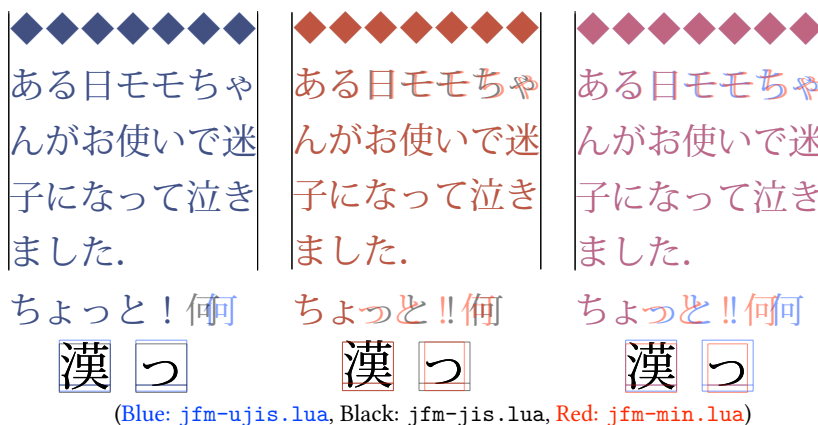 ◆◆◆◆◆◆◆ ◆◆◆◆◆◆◆ ◆◆◆◆◆◆◆
ある日モモちゃ ある日モモちゃ ある日モモちゃ
んがお使いで迷 んがお使いで迷 んがお使いで迷
子になって泣き 子になって泣き 子になって泣き
ました. ました. ました.
ちょっと！何 ちょっと！！何 ちょっと！！何
漢 っ 漢 っ 漢 っ
(Blue: jfm-ujis.lua, Black: jfm-jis.lua, Red: jfm-min.lua)